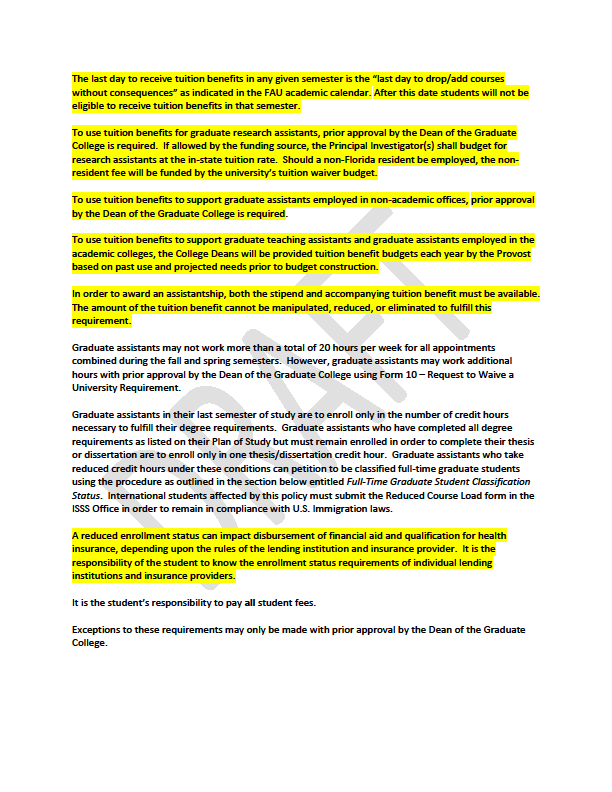 The last day to receive tuition benefits in any given semester is the “last day to drop/add courses
without consequences” as indicated in the FAU academic calendar. After this date students will not be
eligible to receive tuition benefits in that semester.
To use tuition benefits for graduate research assistants, prior approval by the Dean of the Graduate
College is required. If allowed by the funding source, the Principal Investigator(s) shall budget for
research assistants at the in-state tuition rate. Should a non-Florida resident be employed, the non-
resident fee will be funded by the university’s tuition waiver budget.
To use tuition benefits to support graduate assistants employed in non-academic offices, prior approval
by the Dean of the Graduate College is required.
To use tuition benefits to support graduate teaching assistants and graduate assistants employed in the
academic colleges, the College Deans will be provided tuition benefit budgets each year by the Provost
based on past use and projected needs prior to budget construction.
In order to award an assistantship, both the stipend and accompanying tuition benefit must be available.
The amount of the tuition benefit cannot be manipulated, reduced, or eliminated to fulfill this
requirement.
Graduate assistants may not work more than a total of 20 hours per week for all appointments
combined during the fall and spring semesters. However, graduate assistants may work additional
hours with prior approval by the Dean of the Graduate College using Form 10 – Request to Waive a
University Requirement.
Graduate assistants in their last semester of study are to enroll only in the number of credit hours
necessary to fulfill their degree requirements. Graduate assistants who have completed all degree
requirements as listed on their Plan of Study but must remain enrolled in order to complete their thesis
or dissertation are to enroll only in one thesis/dissertation credit hour. Graduate assistants who take
reduced credit hours under these conditions can petition to be classified full-time graduate students
using the procedure as outlined in the section below entitled Full-Time Graduate Student Classification
Status. International students affected by this policy must submit the Reduced Course Load form in the
ISSS Office in order to remain in compliance with U.S. Immigration laws.
A reduced enrollment status can impact disbursement of financial aid and qualification for health
insurance, depending upon the rules of the lending institution and insurance provider. It is the
responsibility of the student to know the enrollment status requirements of individual lending
institutions and insurance providers.
It is the student’s responsibility to pay all student fees.
Exceptions to these requirements may only be made with prior approval by the Dean of the Graduate
College.
DRAFT